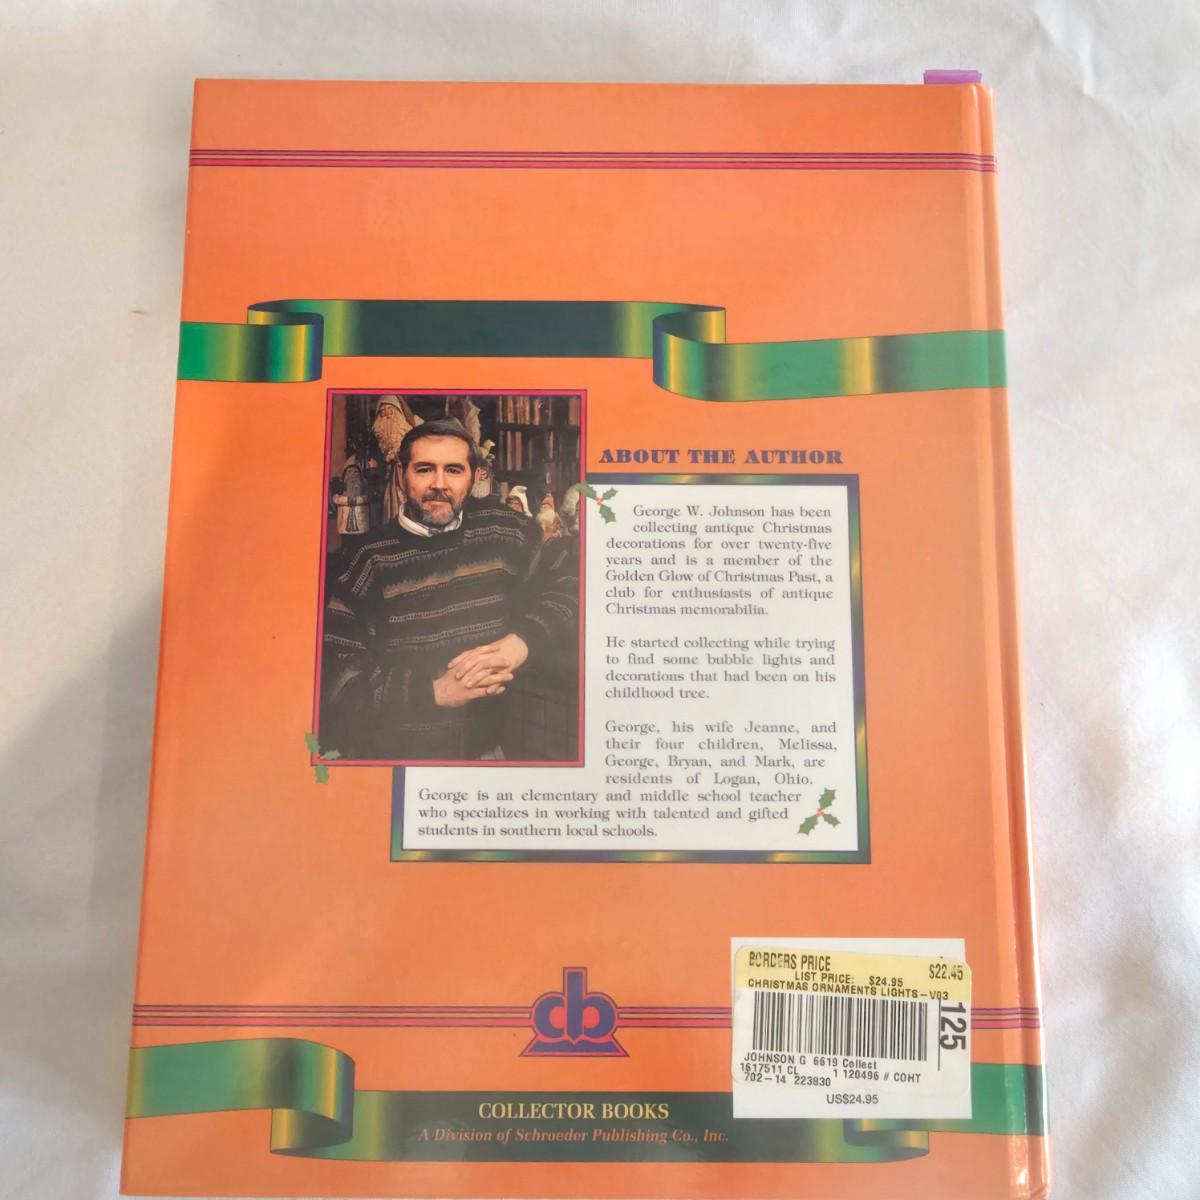 ABOUT THE AUTHOR
George W. Johnson has been
collecting antique Christmas
decorations for over twenty-five
years and is a member of the
Golden Glow of Christmas Past, a
club for enthusiasts of antique
Christmas memorabilia.
He started collecting while trying
to find some bubble lights and
decorations that had been on his
childhood tree.
George, his wife Jeanne, and
their four children, Melissa,
George, Bryan, and Mark, are
residents of Logan, Ohio.
George is an elementary and middle school teacher
who specializes in working with talented and gifted
students in southern local schools.
cb
COLLECTOR BOOKS
A Division of Schroeder Publishing Co., Inc.
BORDERS PRICE $22.45
LIST PRICE: $24.95
CHRISTMAS ORNAMENTS LIGHTS-V03
125
JOHNSON G 6619 Collect
1617511 CL 1 120496 # COHT
702-14 223830
US$24.95